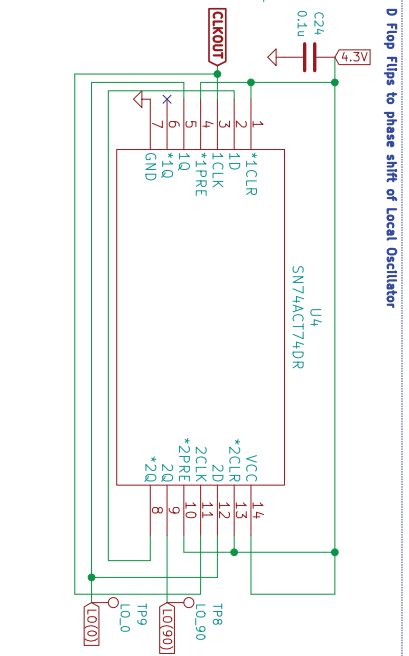 D Flop Flips to phase shift of Local Oscillator
4.3V
C24
0.1u
CLKOUT
1
2
3
4
5
6
7
*1CLR
1D
1CLK
*1PRE
1Q
*1Q
GND
U4
SN74ACT74DR
VCC
*2CLR
2D
2CLK
*2PRE
2Q
*2Q
14
13
12
11
10
9
8
TP8
LO_90
LO(90)
TP9
LO_0
LO(0)